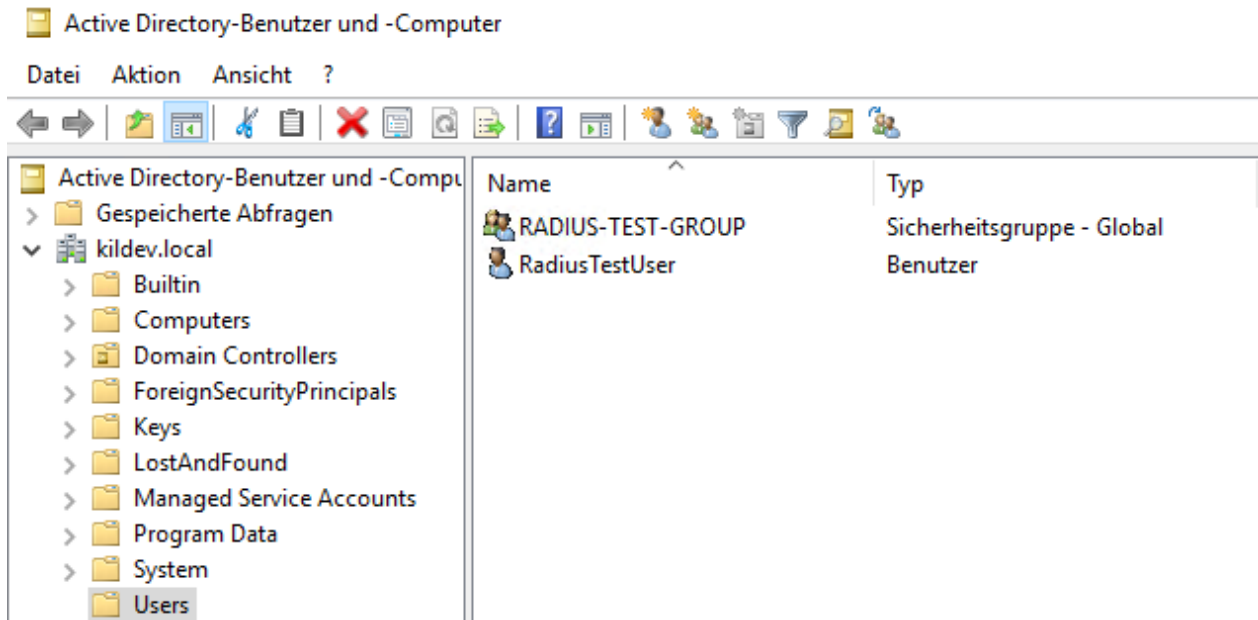 Active Directory-Benutzer und -Computer
Datei Aktion Ansicht ?
Active Directory-Benutzer und -Compu
Gespeicherte Abfragen
kildev.local
Builtin
Computers
Domain Controllers
ForeignSecurityPrincipals
Keys
LostAndFound
Managed Service Accounts
Program Data
System
Users
Name Typ
RADIUS-TEST-GROUP Sicherheitsgruppe - Global
RadiusTestUser Benutzer